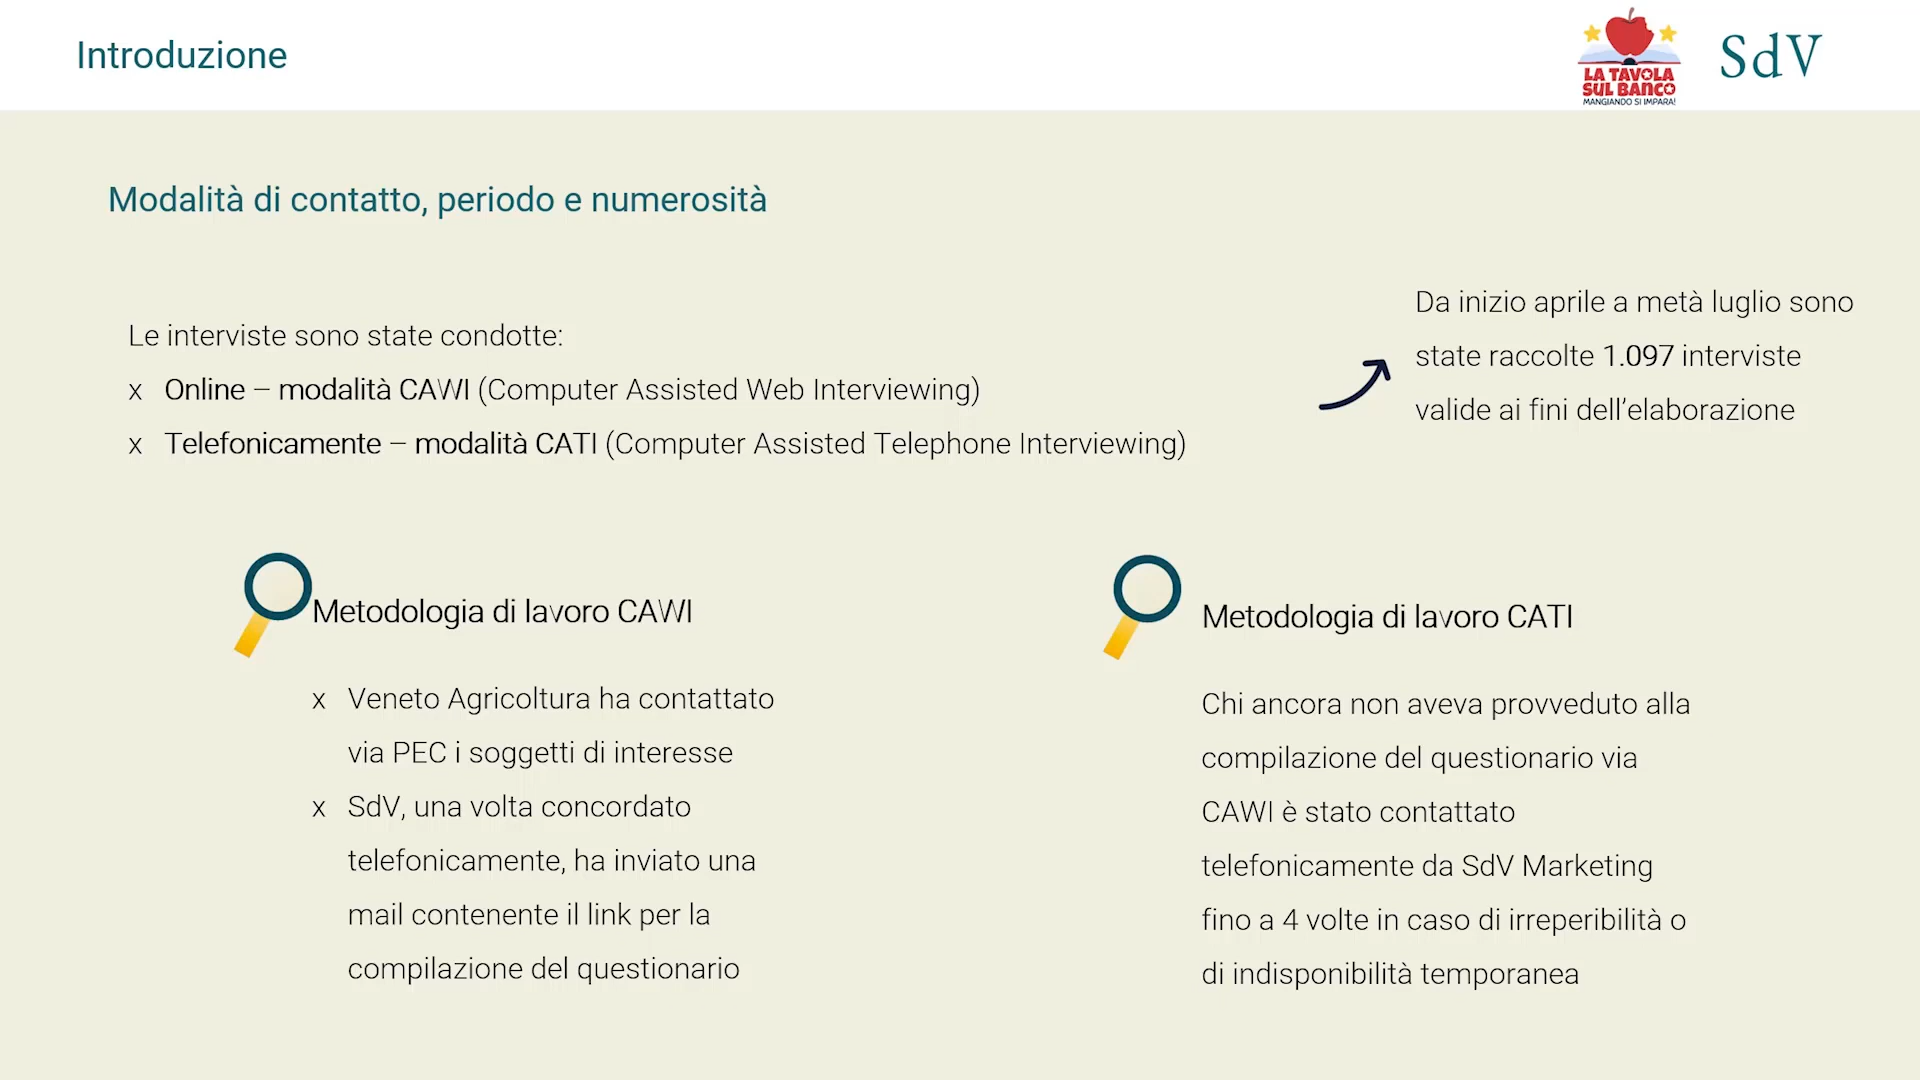 Introduzione
LA TAVOLA
SUL BANCO
MANGIANDO SI IMPARA!
SdV
Modalità di contatto, periodo e numerosità
Le interviste sono state condotte:
x Online – modalità CAWI (Computer Assisted Web Interviewing)
x Telefonicamente – modalità CATI (Computer Assisted Telephone Interviewing)
Da inizio aprile a metà luglio sono
state raccolte 1.097 interviste
valide ai fini dell’elaborazione
Metodologia di lavoro CAWI
x Veneto Agricoltura ha contattato
via PEC i soggetti di interesse
x SdV, una volta concordato
telefonicamente, ha inviato una
mail contenente il link per la
compilazione del questionario
Metodologia di lavoro CATI
Chi ancora non aveva provveduto alla
compilazione del questionario via
CAWI è stato contattato
telefonicamente da SdV Marketing
fino a 4 volte in caso di irreperibilità o
di indisponibilità temporanea